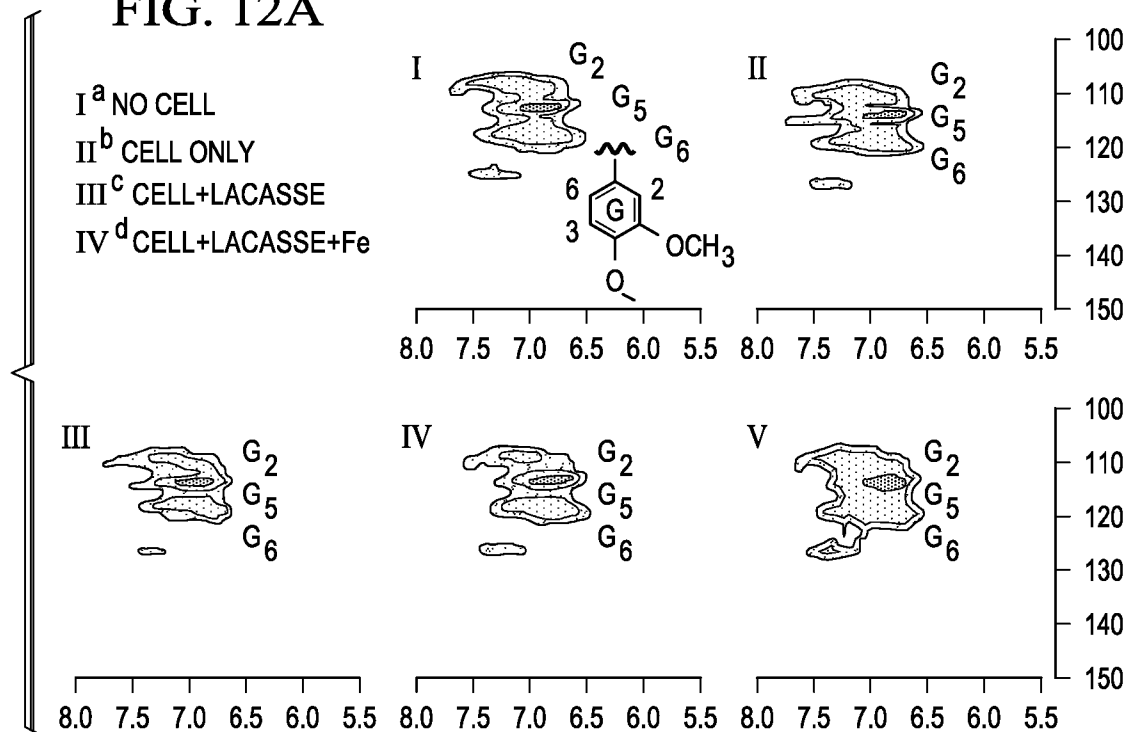 FIG. 12A
I a NO CELL
II b CELL ONLY
III c CELL+LACASSE
IV d CELL+LACASSE+Fe
I
G2
G5
G6
6
2
G
3
OCH3
O
8.0 7.5 7.0 6.5 6.0 5.5
II
G2
G5
G6
100
110
120
130
140
150
8.0 7.5 7.0 6.5 6.0 5.5
III
G2
G5
G6
8.0 7.5 7.0 6.5 6.0 5.5
IV
G2
G5
G6
8.0 7.5 7.0 6.5 6.0 5.5
V
G2
G5
G6
100
110
120
130
140
150
8.0 7.5 7.0 6.5 6.0 5.5